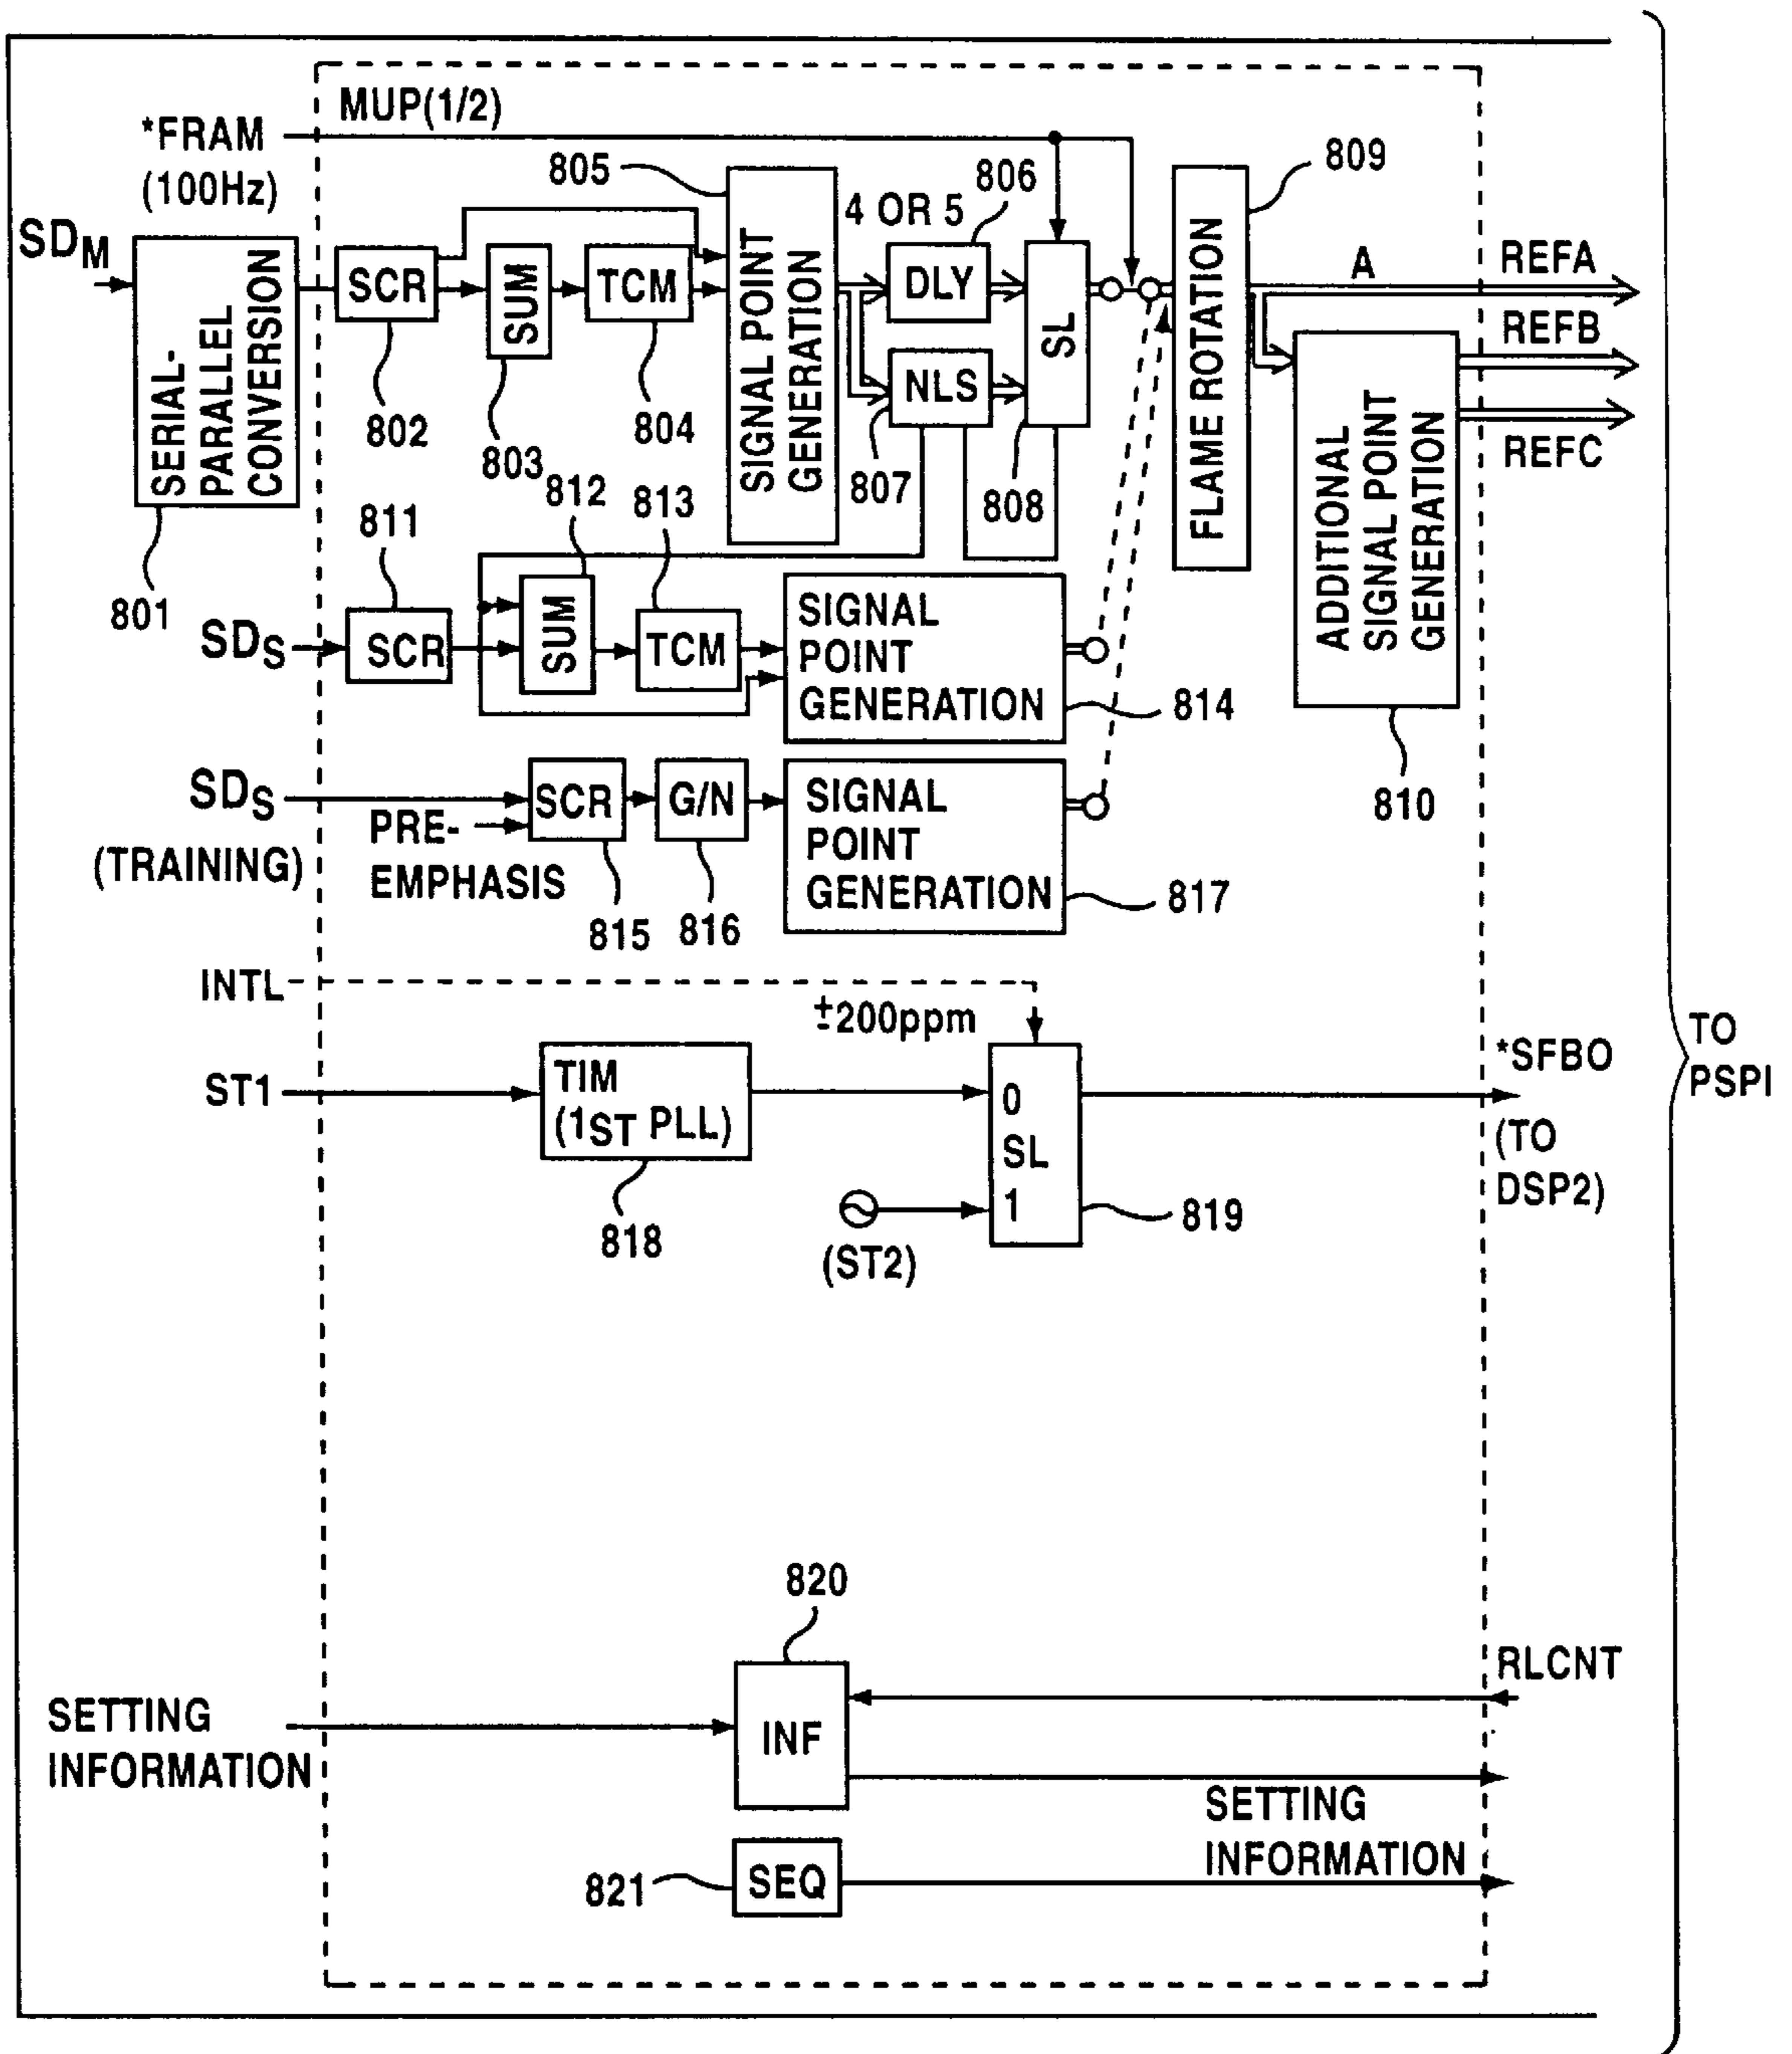 MUP(1/2)
*FRAM
(100Hz)
805
809
806
4 OR 5
SDM
SERIAL-
PARALLEL
CONVERSION
SCR
SUM
TCM
SIGNAL POINT
GENERATION
DLY
NLS
SL
FLAME ROTATION
A
REFA
REFB
REFC
ADDITIONAL
SIGNAL POINT
GENERATION
802
803
804
807
808
801
811
812
813
SDS
SCR
SUM
TCM
SIGNAL
POINT
GENERATION
814
810
SDS
(TRAINING)
PRE-
EMPHASIS
SCR
G/N
SIGNAL
POINT
GENERATION
815
816
817
INTL
±200ppm
ST1
TIM
(1ST PLL)
818
0
SL
1
819
(ST2)
*SFBO
(TO
DSP2)
TO
PSPI
820
RLCNT
SETTING
INFORMATION
INF
SETTING
INFORMATION
821
SEQ